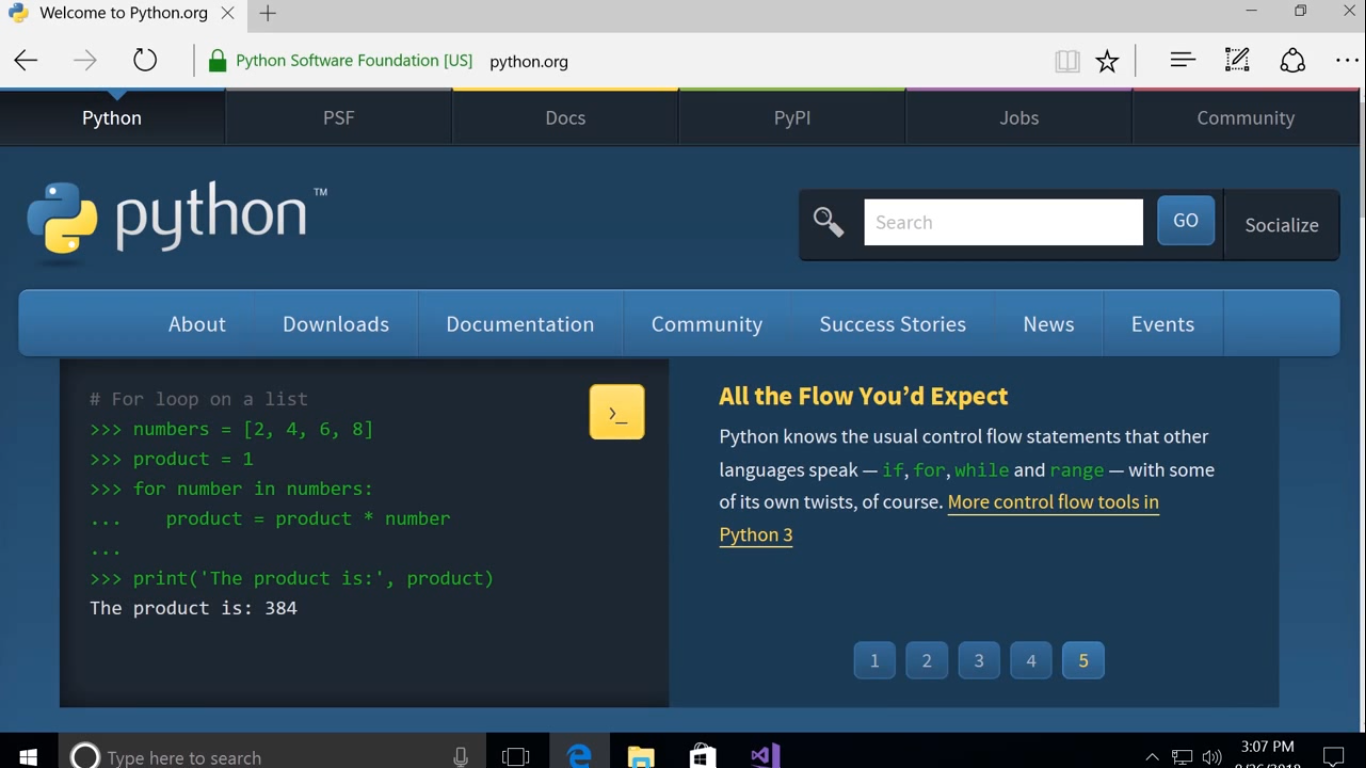 Welcome to Python.org
Python Software Foundation [US] python.org
Python PSF Docs PyPI Jobs Community
python™
Search GO Socialize
About Downloads Documentation Community Success Stories News Events
# For loop on a list
>>> numbers = [2, 4, 6, 8]
>>> product = 1
>>> for number in numbers:
...    product = product * number
...
>>> print('The product is:', product)
The product is: 384
>_
All the Flow You’d Expect
Python knows the usual control flow statements that other
languages speak — if, for, while and range — with some
of its own twists, of course. More control flow tools in
Python 3
1 2 3 4 5
Type here to search
3:07 PM